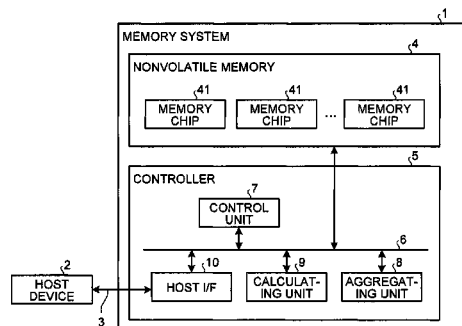 1
MEMORY SYSTEM
4
NONVOLATILE MEMORY
41 41 41
MEMORY CHIP MEMORY CHIP ... MEMORY CHIP
5
CONTROLLER
7
CONTROL UNIT
6
2 10 9 8
HOST DEVICE HOST I/F CALCULAT-ING UNIT AGGREGAT-ING UNIT
3